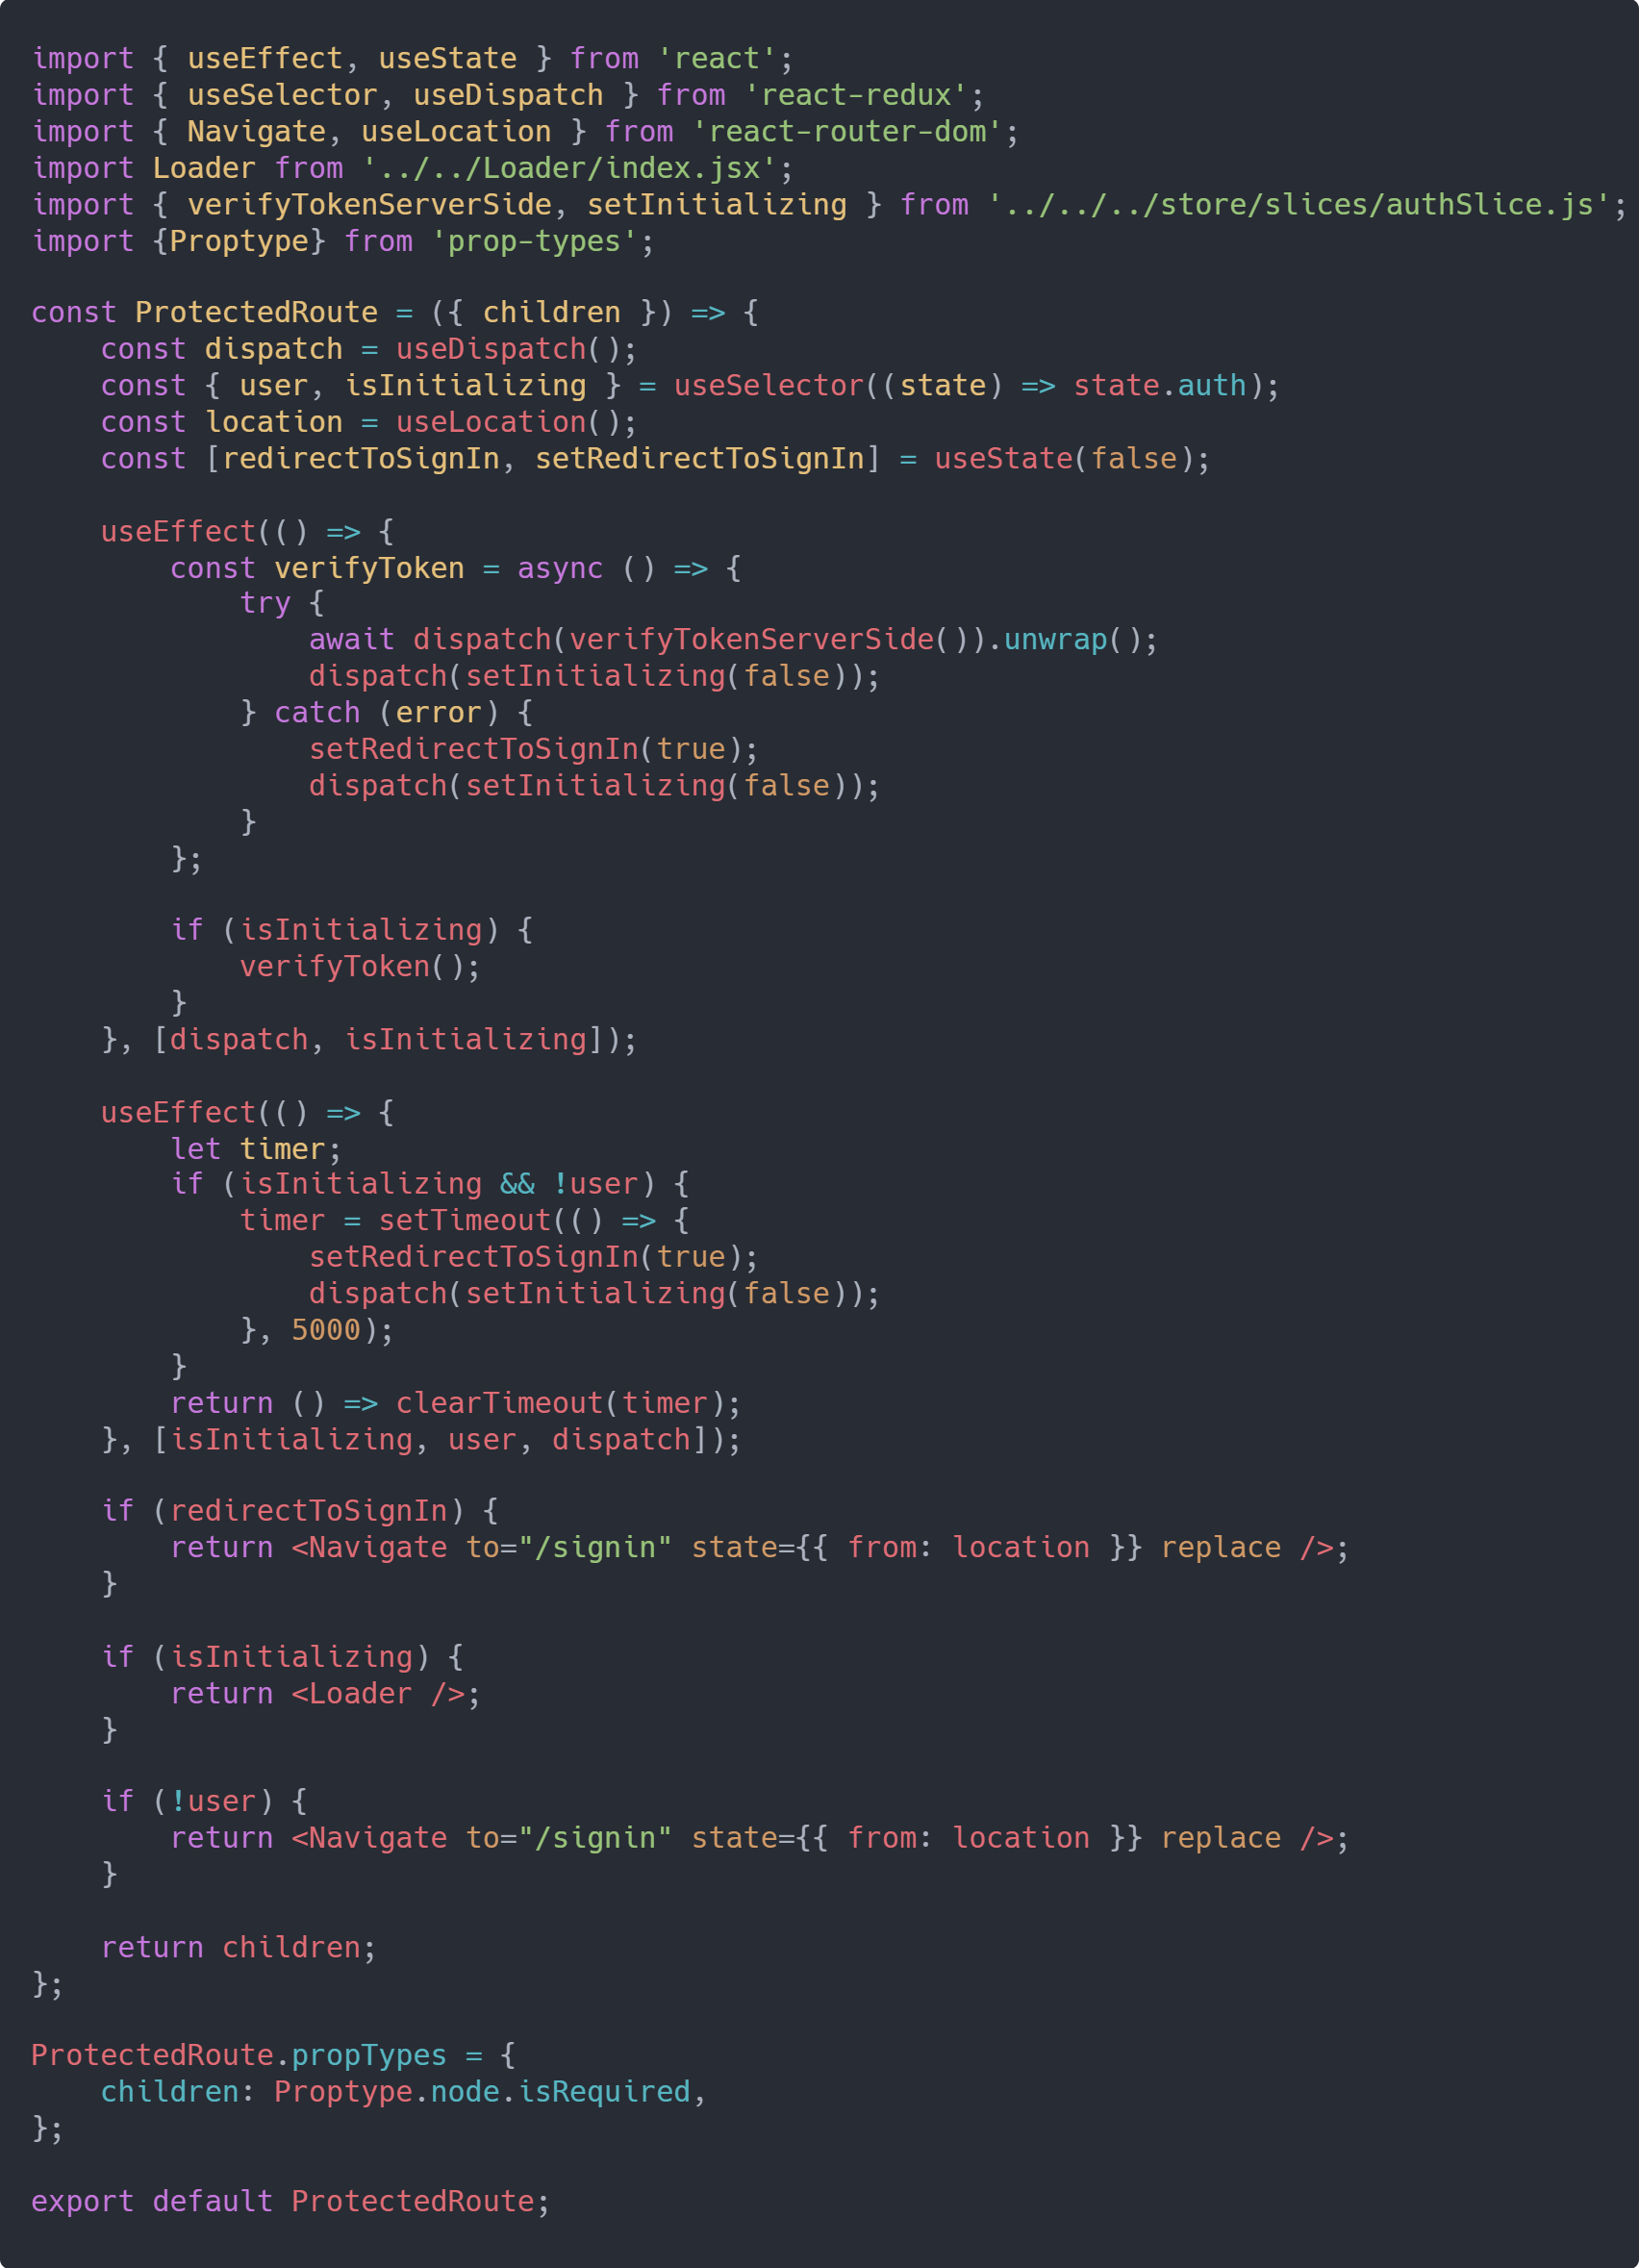 import { useEffect, useState } from 'react';
import { useSelector, useDispatch } from 'react-redux';
import { Navigate, useLocation } from 'react-router-dom';
import Loader from '../../Loader/index.jsx';
import { verifyTokenServerSide, setInitializing } from '../../../store/slices/authSlice.js';
import {Proptype} from 'prop-types';

const ProtectedRoute = ({ children }) => {
    const dispatch = useDispatch();
    const { user, isInitializing } = useSelector((state) => state.auth);
    const location = useLocation();
    const [redirectToSignIn, setRedirectToSignIn] = useState(false);

    useEffect(() => {
        const verifyToken = async () => {
            try {
                await dispatch(verifyTokenServerSide()).unwrap();
                dispatch(setInitializing(false));
            } catch (error) {
                setRedirectToSignIn(true);
                dispatch(setInitializing(false));
            }
        };

        if (isInitializing) {
            verifyToken();
        }
    }, [dispatch, isInitializing]);

    useEffect(() => {
        let timer;
        if (isInitializing && !user) {
            timer = setTimeout(() => {
                setRedirectToSignIn(true);
                dispatch(setInitializing(false));
            }, 5000);
        }
        return () => clearTimeout(timer);
    }, [isInitializing, user, dispatch]);

    if (redirectToSignIn) {
        return <Navigate to="/signin" state={{ from: location }} replace />;
    }

    if (isInitializing) {
        return <Loader />;
    }

    if (!user) {
        return <Navigate to="/signin" state={{ from: location }} replace />;
    }

    return children;
};

ProtectedRoute.propTypes = {
    children: Proptype.node.isRequired,
};

export default ProtectedRoute;